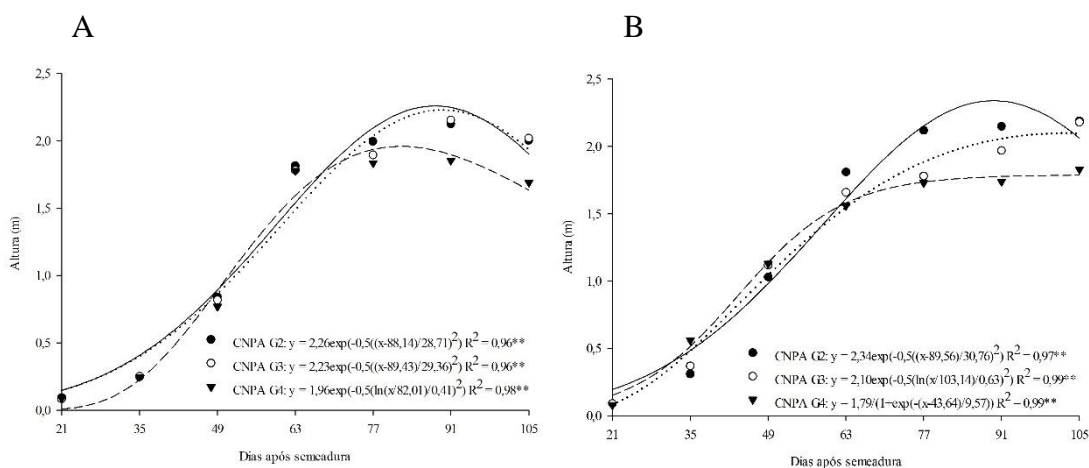 A
2,5
2,0
1,5
1,0
0,5
0,0
Altura (m)
CNPA G2: y = 2,26exp(-0,5((x-88,14)/28,71)2) R2 = 0,96**
CNPA G3: y = 2,23exp(-0,5((x-89,43)/29,36)2) R2 = 0,96**
CNPA G4: y = 1,96exp(-0,5(ln(x/82,01)/0,41)2) R2 = 0,98**
21 35 49 63 77 91 105
Dias após semeadura
B
2,5
2,0
1,5
1,0
0,5
0,0
Altura (m)
CNPA G2: y = 2,34exp(-0,5((x-89,56)/30,76)2) R2 = 0,97**
CNPA G3: y = 2,10exp(-0,5(ln(x/103,14)/0,63)2) R2 = 0,99**
CNPA G4: y = 1,79/(1+exp(-(x-43,64)/9,57)) R2 = 0,99**
21 35 49 63 77 91 105
Dias após semeadura